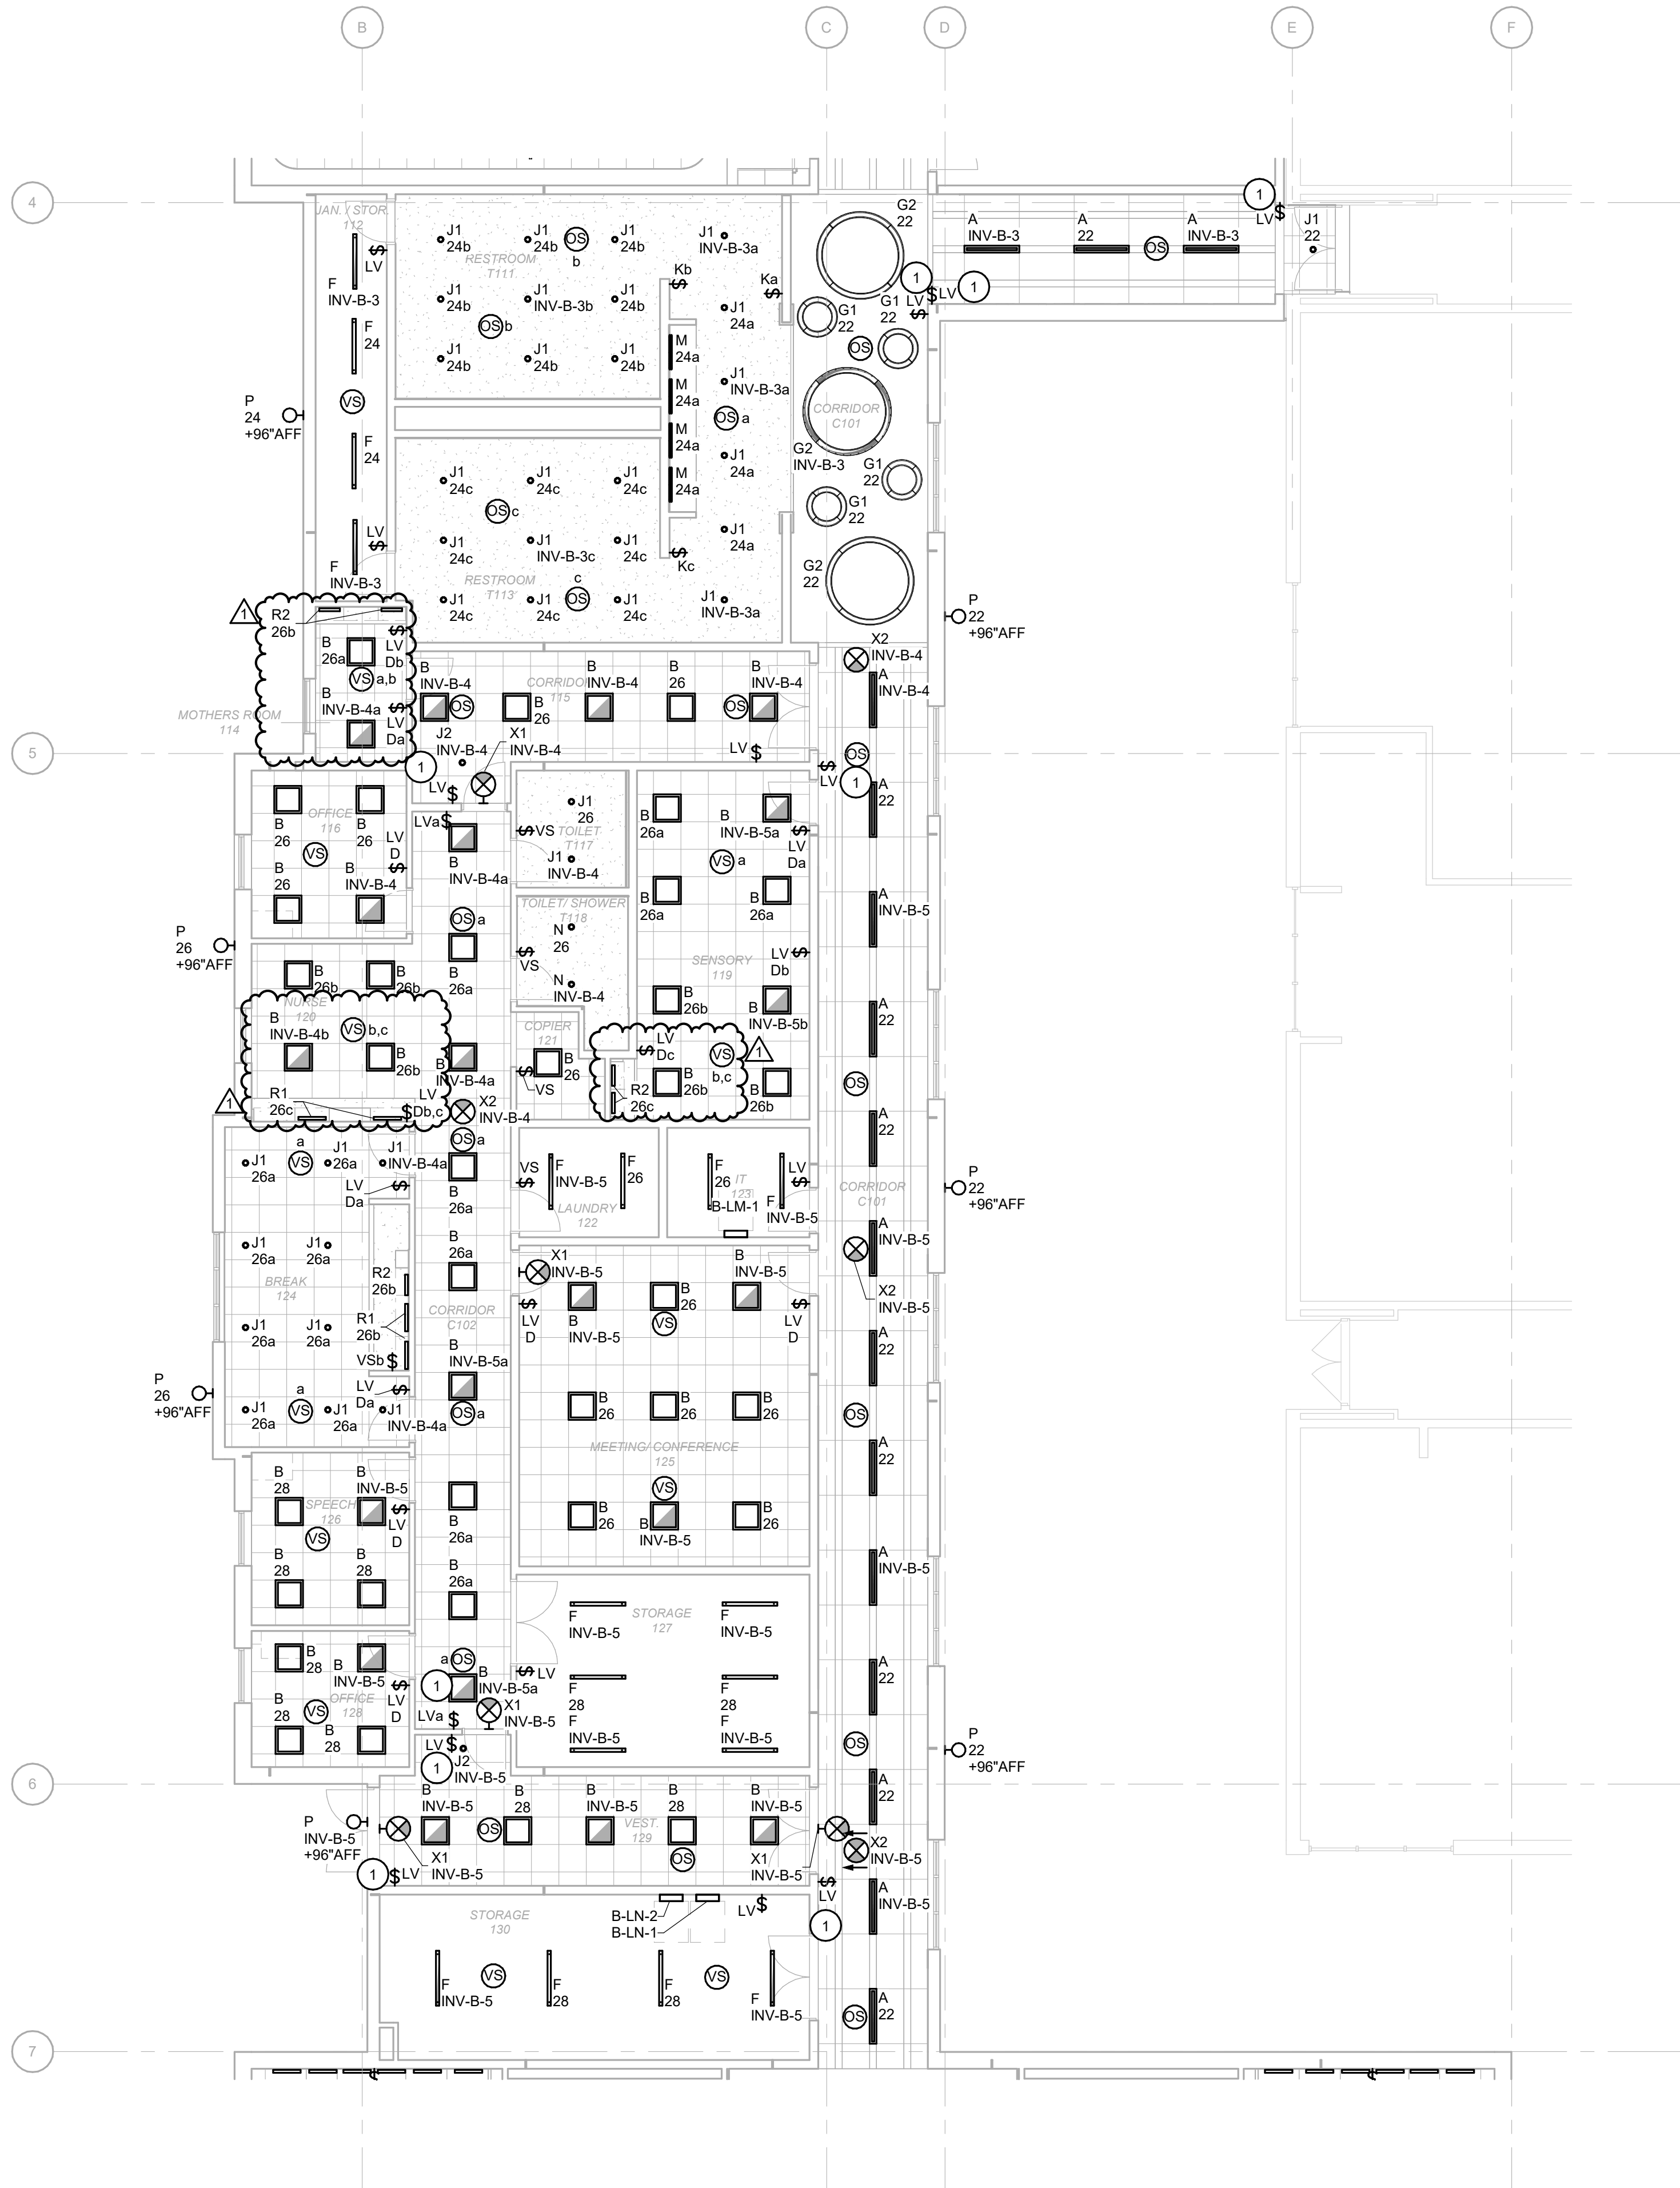 B
C
D
E
F
4
5
6
7
JAN. / STOR.
112
LV
F
INV-B-3
F
24
VS
F
24
LV
F
INV-B-3
P
24
+96"AFF
J1
24b
J1
24b
OS
b
J1
24b
RESTROOM
T111
J1
24b
J1
INV-B-3b
J1
24b
OS
b
J1
24b
J1
24b
J1
24b
J1
INV-B-3a
Kb
Ka
J1
24a
M
24a
M
24a
M
24a
M
24a
J1
INV-B-3a
OS
a
J1
24a
J1
24a
Kc
J1
INV-B-3a
J1
24c
J1
24c
J1
24c
OS
c
J1
24c
J1
INV-B-3c
J1
24c
RESTROOM
T113
c
OS
J1
24c
J1
24c
J1
24c
G2
22
G1
22
G1
22
LV
OS
CORRIDOR
C101
G2
INV-B-3
G1
22
G1
22
G2
22
1
LV
1
A
INV-B-3
A
22
OS
A
INV-B-3
1
LV
J1
22
P
22
+96"AFF
1
R2
26b
LV
Db
B
26a
VS
a,b
B
INV-B-4a
LV
Da
MOTHERS ROOM
114
B
INV-B-4
OS
B
26
CORRIDOR
115
B
INV-B-4
B
26
OS
B
INV-B-4
J2
INV-B-4
X1
INV-B-4
1
LV
LV
X2
INV-B-4
A
INV-B-4
OS
LV
1
A
22
OFFICE
116
B
26
B
26
LV
D
VS
B
26
B
INV-B-4
LVa
B
INV-B-4a
VS
J1
26
TOILET
T117
J1
INV-B-4
B
26a
B
INV-B-5a
LV
Da
VS
a
B
26a
B
26a
LV
Db
SENSORY
119
B
26b
B
INV-B-5b
TOILET/ SHOWER
T118
N
26
VS
N
INV-B-4
OS
a
B
26a
A
INV-B-5
P
26
+96"AFF
B
26b
B
26b
NURSE
120
B
INV-B-4b
VS
b,c
B
26b
R1
26c
LV
Db,c
1
B
INV-B-4a
X2
INV-B-4
COPIER
121
B
26
VS
LV
Dc
VS
b,c
1
R2
26c
B
26b
B
26b
A
22
OS
A
22
OS
a
B
26a
a
VS
J1
26a
J1
26a
J1
INV-B-4a
LV
Da
J1
26a
J1
26a
BREAK
124
R2
26b
R1
26b
VSb
J1
26a
J1
26a
LV
Da
a
VS
J1
26a
J1
26a
J1
INV-B-4a
P
26
+96"AFF
VS
F
INV-B-5
F
26
LAUNDRY
122
F
26
IT
123
B-LM-1
LV
F
INV-B-5
CORRIDOR
C101
P
22
+96"AFF
A
INV-B-5
X2
INV-B-5
B
26a
CORRIDOR
C102
B
INV-B-5a
OS
a
X1
INV-B-5
LV
D
B
INV-B-5
B
26
VS
B
INV-B-5
LV
D
B
26
B
26
B
26
MEETING/ CONFERENCE
125
VS
B
26
B
INV-B-5
B
26
A
22
OS
A
22
A
INV-B-5
B
28
B
INV-B-5
SPEECH
126
LV
D
VS
B
28
B
28
B
26a
B
26a
a
OS
B
INV-B-5a
1
X1
INV-B-5
LVa
LV
J2
INV-B-5
1
B
28
B
INV-B-5
OFFICE
128
LV
D
VS
B
28
B
28
F
INV-B-5
STORAGE
127
F
INV-B-5
LV
F
28
F
28
F
INV-B-5
F
INV-B-5
A
22
OS
P
22
+96"AFF
A
22
P
INV-B-5
+96"AFF
B
INV-B-5
B
28
OS
B
INV-B-5
VEST.
129
B
28
OS
B
INV-B-5
X1
INV-B-5
1
LV
X1
INV-B-5
X2
INV-B-5
LV
1
A
INV-B-5
STORAGE
130
B-LN-2
B-LN-1
LV
F
INV-B-5
VS
F
28
F
28
VS
F
INV-B-5
OS
A
22